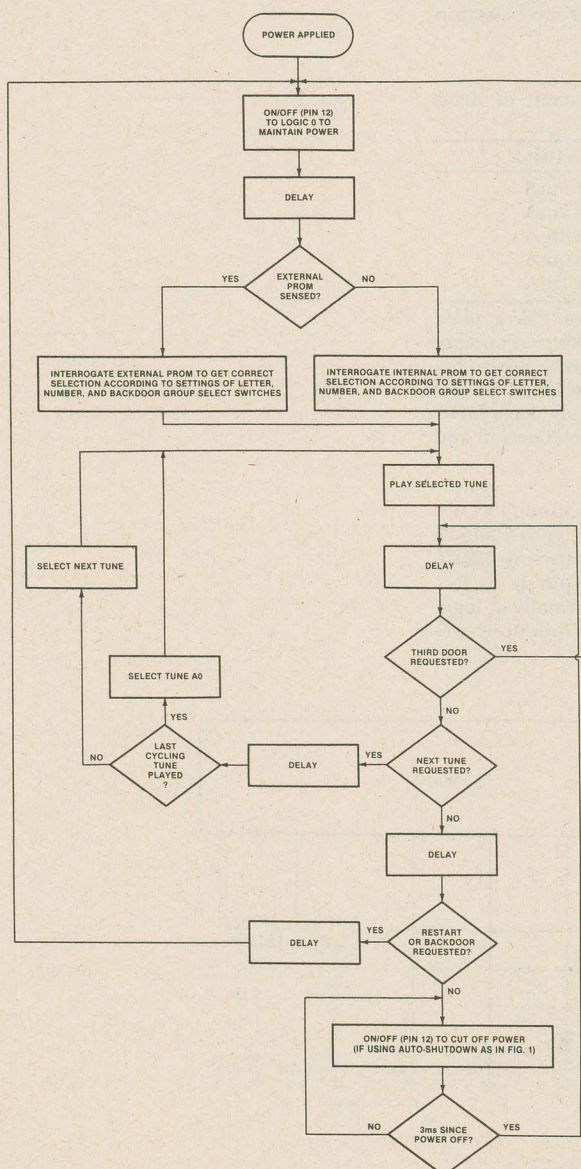 POWER APPLIED
ON/OFF (PIN 12)
TO LOGIC 0 TO
MAINTAIN POWER
DELAY
EXTERNAL
PROM
SENSED?
YES
NO
INTERROGATE EXTERNAL PROM TO GET CORRECT
SELECTION ACCORDING TO SETTINGS OF LETTER,
NUMBER, AND BACKDOOR GROUP SELECT SWITCHES
INTERROGATE INTERNAL PROM TO GET CORRECT
SELECTION ACCORDING TO SETTINGS OF LETTER,
NUMBER, AND BACKDOOR GROUP SELECT SWITCHES
PLAY SELECTED TUNE
SELECT NEXT TUNE
DELAY
THIRD DOOR
REQUESTED?
YES
NO
SELECT TUNE A0
YES
LAST
CYCLING
TUNE
PLAYED
?
NO
DELAY
YES
NEXT TUNE
REQUESTED?
NO
DELAY
RESTART
OR BACKDOOR
REQUESTED?
YES
DELAY
NO
ON/OFF (PIN 12) TO CUT OFF POWER
(IF USING AUTO-SHUTDOWN AS IN FIG. 1)
3ms SINCE
POWER OFF?
NO
YES